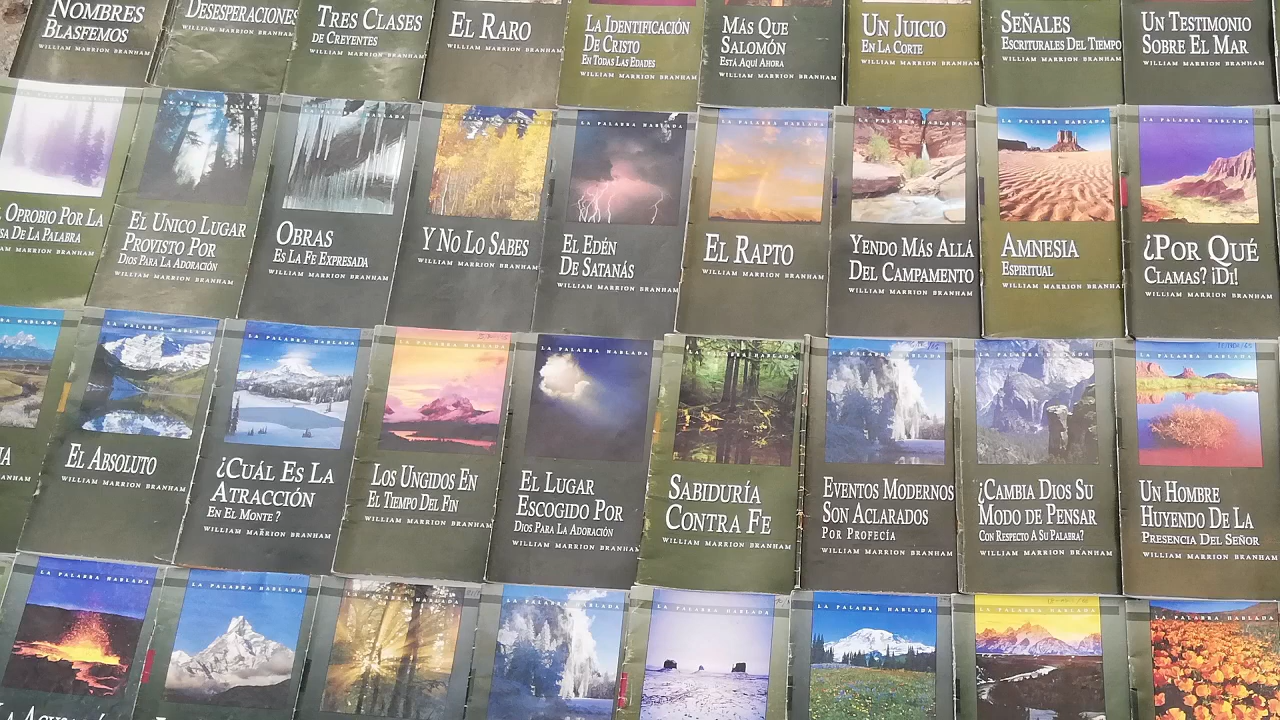 NOMBRES
BLASFEMOS
WILLIAM MARRION BRANHAM
DESESPERACIONES
WILLIAM MARRION BRANHAM
TRES CLASES
DE CREYENTES
WILLIAM MARRION BRANHAM
EL RARO
WILLIAM MARRION BRANHAM
LA IDENTIFICACIÓN
DE CRISTO
EN TODAS LAS EDADES
WILLIAM MARRION BRANHAM
MÁS QUE
SALOMÓN
ESTÁ AQUÍ AHORA
WILLIAM MARRION BRANHAM
UN JUICIO
EN LA CORTE
WILLIAM MARRION BRANHAM
SEÑALES
ESCRITURALES DEL TIEMPO
WILLIAM MARRION BRANHAM
UN TESTIMONIO
SOBRE EL MAR
WILLIAM MARRION BRANHAM
LA PALABRA HABLADA
OPROBIO POR LA
SA DE LA PALABRA
WILLIAM MARRION BRANHAM
LA PALABRA HABLADA
EL UNICO LUGAR
PROVISTO POR
DIOS PARA LA ADORACIÓN
WILLIAM MARRION BRANHAM
LA PALABRA HABLADA
OBRAS
ES LA FE EXPRESADA
WILLIAM MARRION BRANHAM
LA PALABRA HABLADA
Y NO LO SABES
WILLIAM MARRION BRANHAM
LA PALABRA HABLADA
EL EDÉN
DE SATANÁS
WILLIAM MARRION BRANHAM
LA PALABRA HABLADA
EL RAPTO
WILLIAM MARRION BRANHAM
LA PALABRA HABLADA
YENDO MÁS ALLÁ
DEL CAMPAMENTO
WILLIAM MARRION BRANHAM
LA PALABRA HABLADA
AMNESIA
ESPIRITUAL
WILLIAM MARRION BRANHAM
LA PALABRA HABLADA
¿POR QUÉ
CLAMAS? ¡DI!
WILLIAM MARRION BRANHAM
HABLADA
IA
LA PALABRA HABLADA
EL ABSOLUTO
WILLIAM MARRION BRANHAM
LA PALABRA HABLADA
¿CUÁL ES LA
ATRACCIÓN
EN EL MONTE?
WILLIAM MARRION BRANHAM
LA PALABRA HABLADA
LOS UNGIDOS EN
EL TIEMPO DEL FIN
WILLIAM MARRION BRANHAM
LA PALABRA HABLADA
EL LUGAR
ESCOGIDO POR
DIOS PARA LA ADORACIÓN
WILLIAM MARRION BRANHAM
LA PALABRA HABLADA
SABIDURÍA
CONTRA FE
WILLIAM MARRION BRANHAM
LA PALABRA HABLADA
EVENTOS MODERNOS
SON ACLARADOS
POR PROFECÍA
WILLIAM MARRION BRANHAM
LA PALABRA HABLADA
¿CAMBIA DIOS SU
MODO DE PENSAR
CON RESPECTO A SU PALABRA?
WILLIAM MARRION BRANHAM
LA PALABRA HABLADA
UN HOMBRE
HUYENDO DE LA
PRESENCIA DEL SEÑOR
WILLIAM MARRION BRANHAM
LA PALABRA HABLADA
LA PALABRA HABLADA
LA PALABRA HABLADA
LA PALABRA HABLADA
LA PALABRA HABLADA
LA PALABRA HABLADA
LA PALABRA HABLADA
LA PALABRA HABLADA